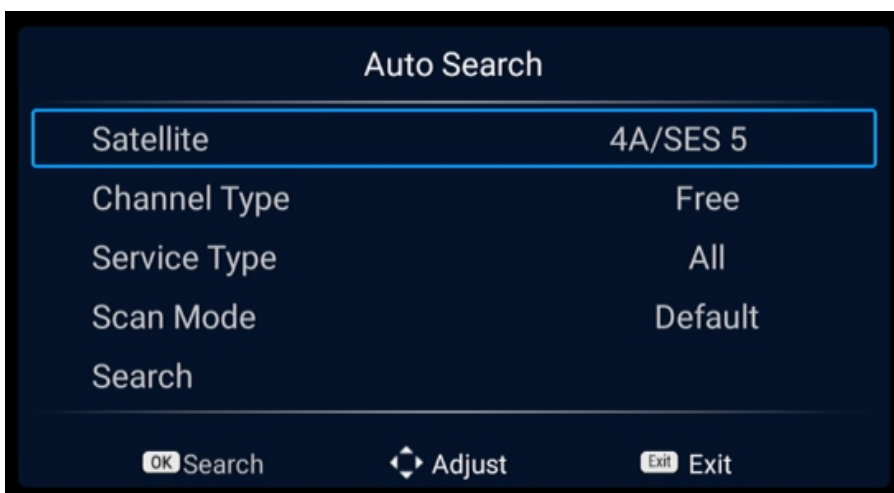 Auto Search
Satellite 4A/SES 5
Channel Type Free
Service Type All
Scan Mode Default
Search
OK Search Adjust Exit Exit